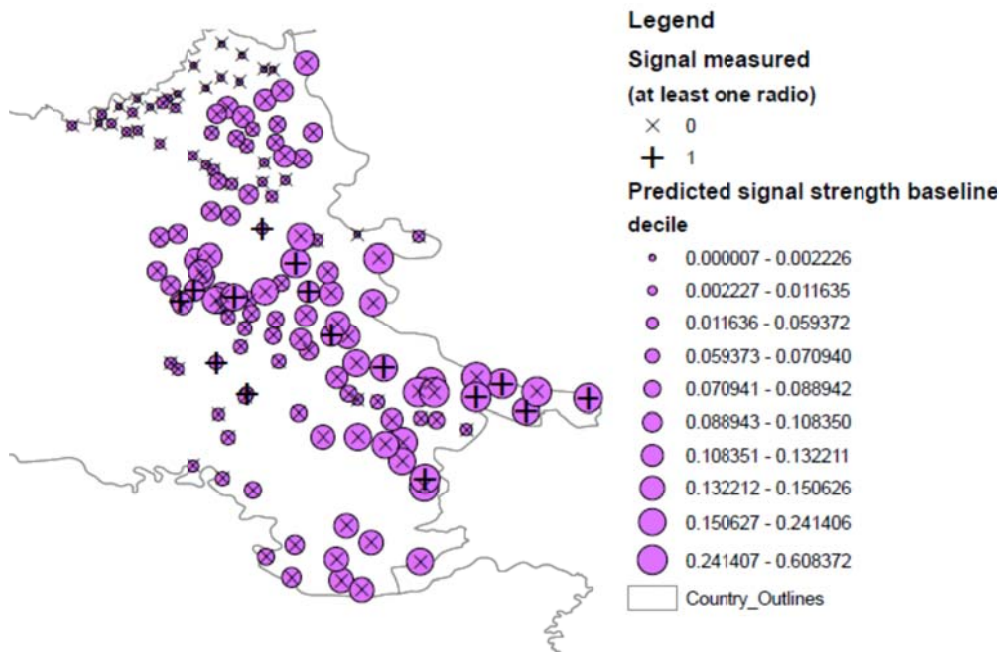 Legend
Signal measured
(at least one radio)
0
1
Predicted signal strength baseline
decile
0.000007 - 0.002226
0.002227 - 0.011635
0.011636 - 0.059372
0.059373 - 0.070940
0.070941 - 0.088942
0.088943 - 0.108350
0.108351 - 0.132211
0.132212 - 0.150626
0.150627 - 0.241406
0.241407 - 0.608372
Country_Outlines